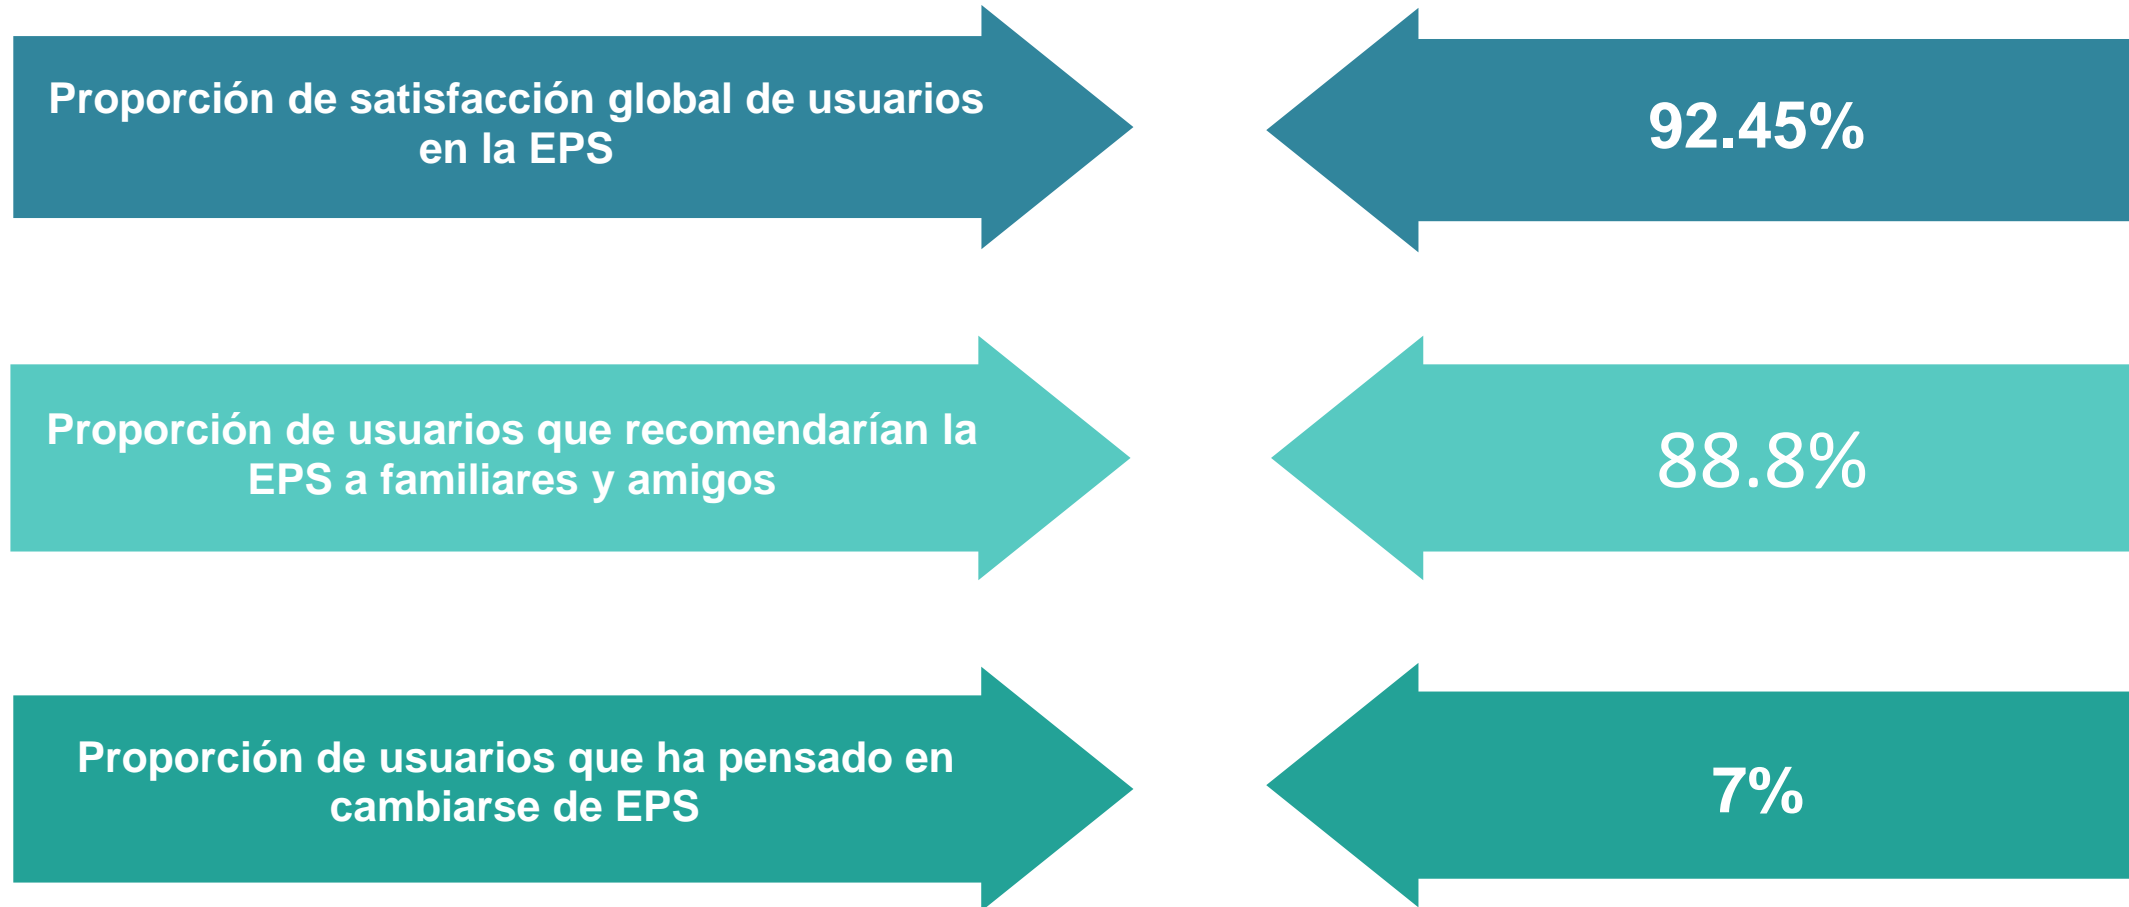 Proporción de satisfacción global de usuarios
en la EPS
92.45%
Proporción de usuarios que recomendarían la
EPS a familiares y amigos
88.8%
Proporción de usuarios que ha pensado en
cambiarse de EPS
7%